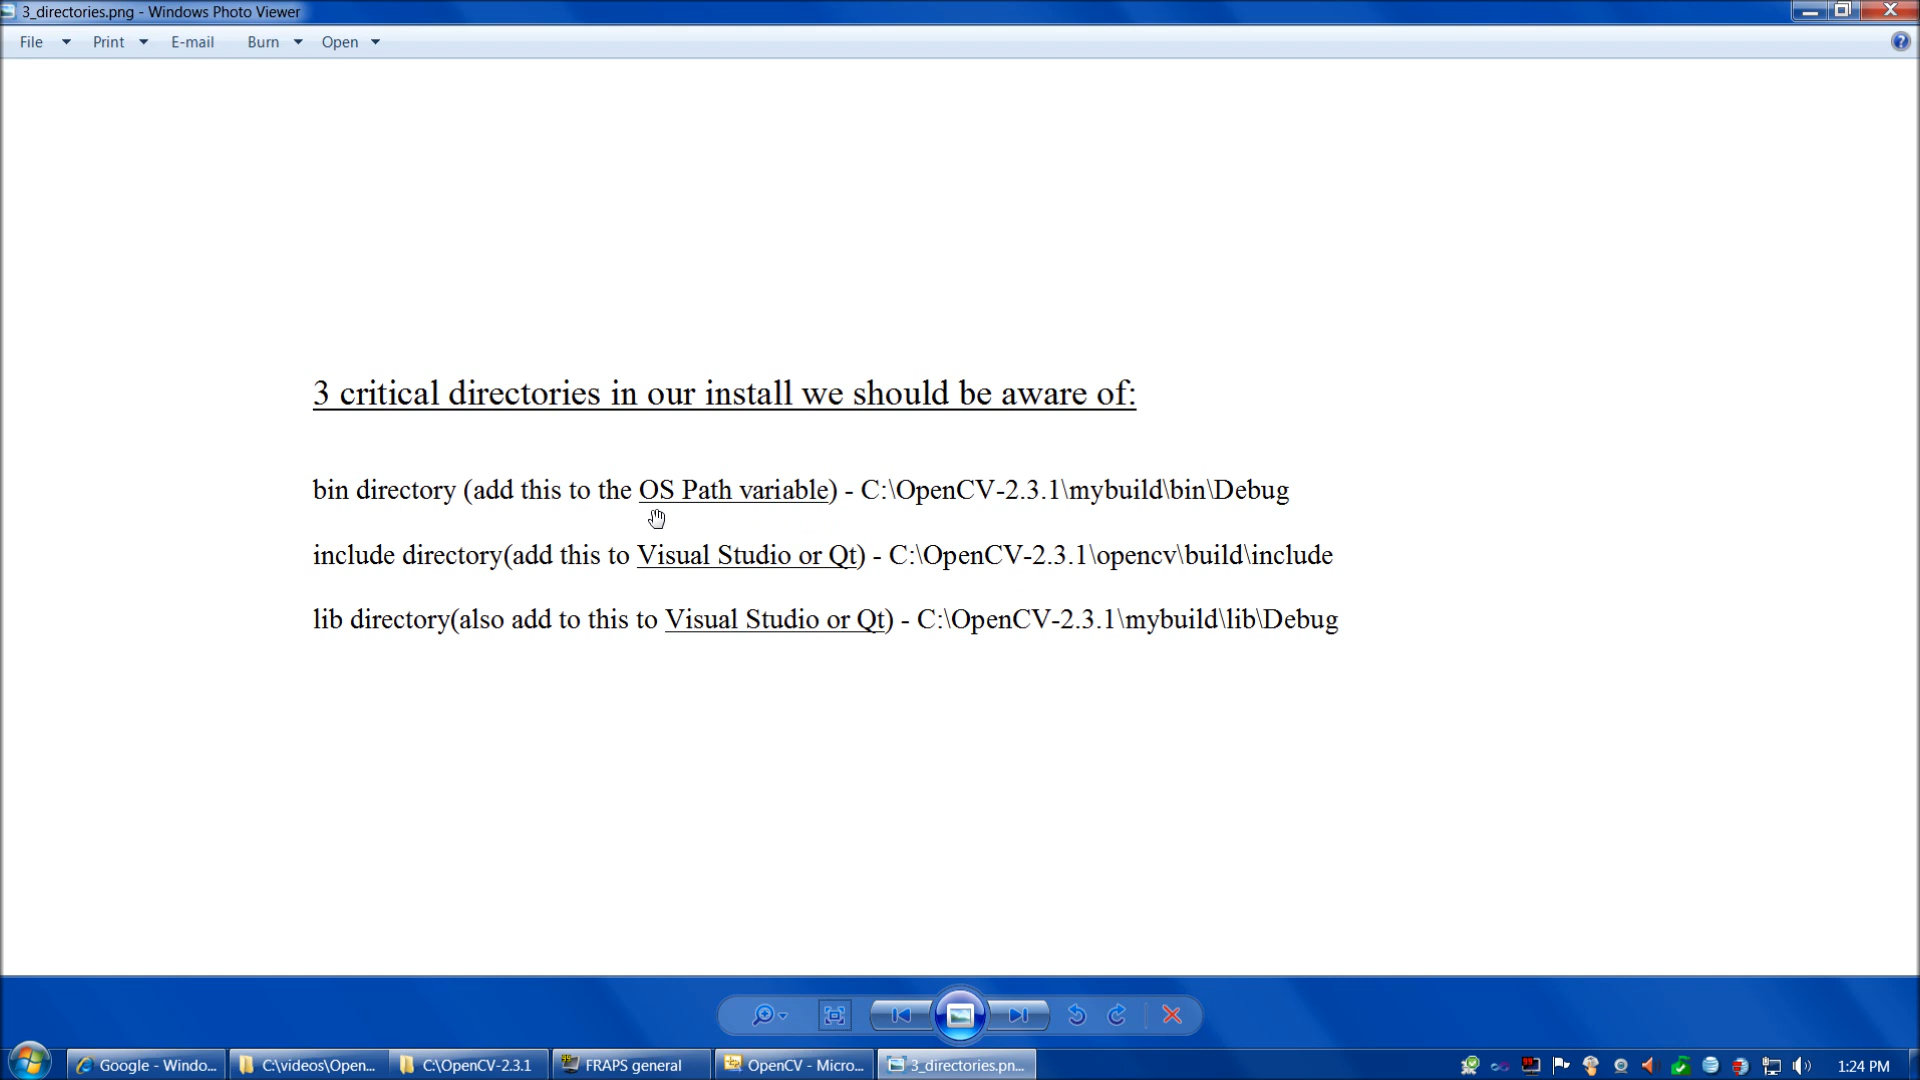 3_directories.png - Windows Photo Viewer
File Print E-mail Burn Open
3 critical directories in our install we should be aware of:
bin directory (add this to the OS Path variable) - C:\OpenCV-2.3.1\mybuild\bin\Debug
include directory(add this to Visual Studio or Qt) - C:\OpenCV-2.3.1\opencv\build\include
lib directory(also add to this to Visual Studio or Qt) - C:\OpenCV-2.3.1\mybuild\lib\Debug
Google - Windo... C:\videos\Open... C:\OpenCV-2.3.1 FRAPS general OpenCV - Micro... 3_directories.pn... 1:24 PM